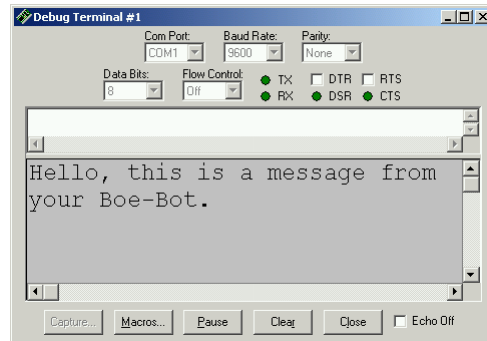 Debug Terminal #1
Com Port: Baud Rate: Parity:
COM1 9600 None
Data Bits: Flow Control: TX DTR RTS
8 Off RX DSR CTS
Hello, this is a message from
your Boe-Bot.
Capture... Macros... Pause Clear Close Echo Off